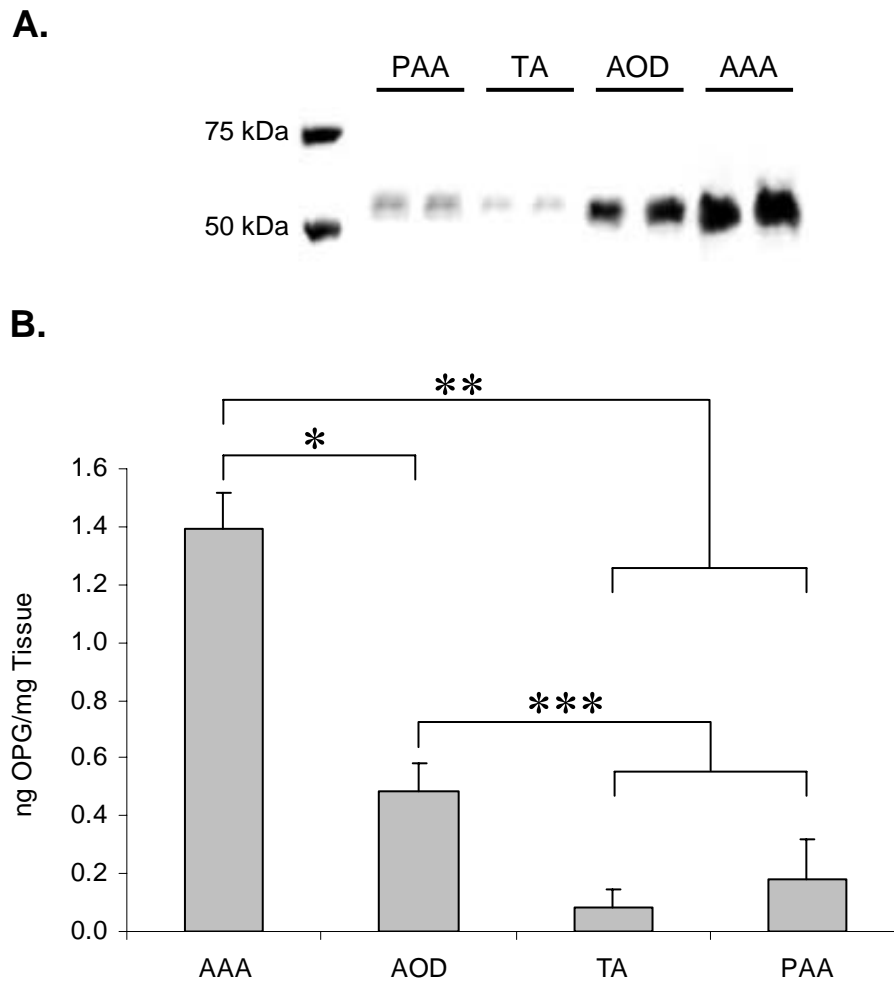 A.
PAA TA AOD AAA
75 kDa
50 kDa
B.
**
*
***
ng OPG/mg Tissue
1.6
1.4
1.2
1.0
0.8
0.6
0.4
0.2
0.0
AAA AOD TA PAA